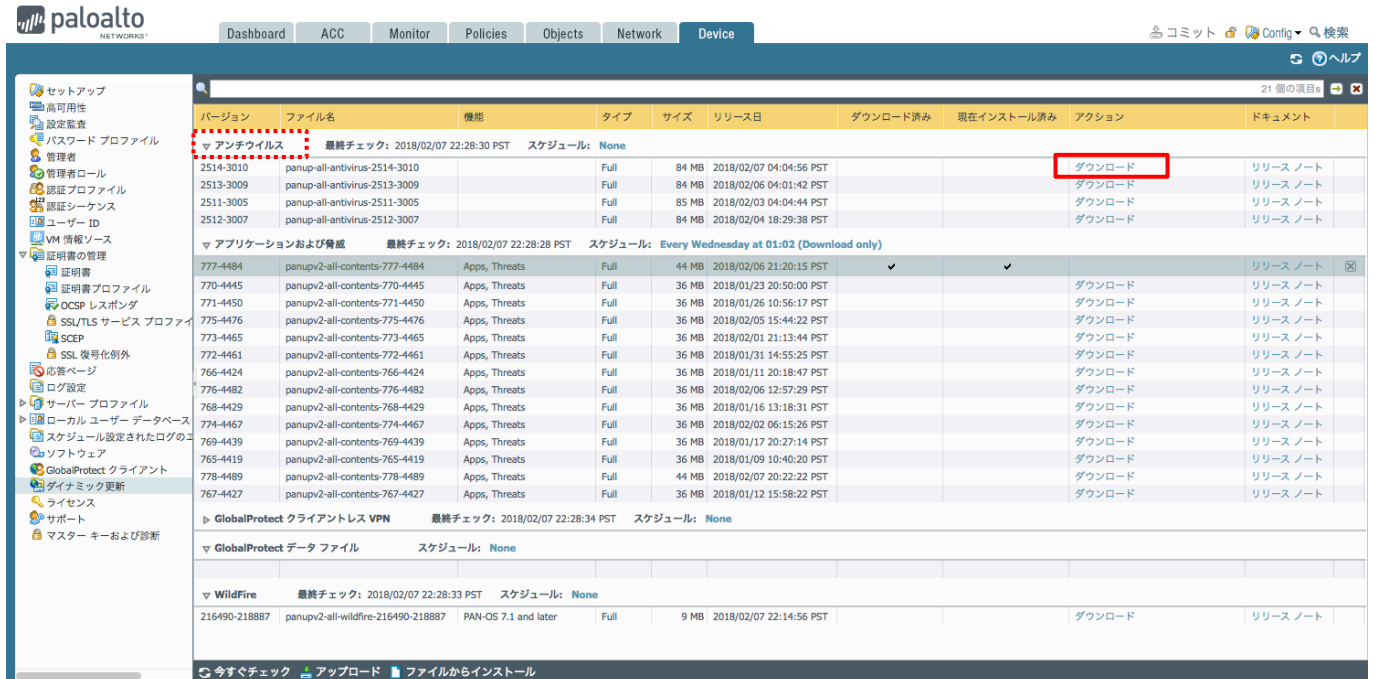 paloalto
NETWORKS®
Dashboard ACC Monitor Policies Objects Network Device
コミット Config 検索
ヘルプ
セットアップ
高可用性
設定監査
パスワード プロファイル
管理者
管理者ロール
認証プロファイル
認証シーケンス
ユーザー ID
VM 情報ソース
証明書の管理
証明書
証明書プロファイル
OCSP レスポンダ
SSL/TLS サービス プロファイ
SCEP
SSL 復号化例外
応答ページ
ログ設定
サーバー プロファイル
ローカル ユーザー データベース
スケジュール設定されたログのエ
ソフトウェア
GlobalProtect クライアント
ダイナミック更新
ライセンス
サポート
マスター キーおよび診断
21 個の項目s
バージョン ファイル名 機能 タイプ サイズ リリース日 ダウンロード済み 現在インストール済み アクション ドキュメント
アンチウイルス 最終チェック: 2018/02/07 22:28:30 PST スケジュール: None
2514-3010 panup-all-antivirus-2514-3010 Full 84 MB 2018/02/07 04:04:56 PST ダウンロード リリース ノート
2513-3009 panup-all-antivirus-2513-3009 Full 84 MB 2018/02/06 04:01:42 PST ダウンロード リリース ノート
2511-3005 panup-all-antivirus-2511-3005 Full 85 MB 2018/02/03 04:04:44 PST ダウンロード リリース ノート
2512-3007 panup-all-antivirus-2512-3007 Full 84 MB 2018/02/04 18:29:38 PST ダウンロード リリース ノート
アプリケーションおよび脅威 最終チェック: 2018/02/07 22:28:28 PST スケジュール: Every Wednesday at 01:02 (Download only)
777-4484 panupv2-all-contents-777-4484 Apps, Threats Full 44 MB 2018/02/06 21:20:15 PST ✔ ✔ リリース ノート
770-4445 panupv2-all-contents-770-4445 Apps, Threats Full 36 MB 2018/01/23 20:50:00 PST ダウンロード リリース ノート
771-4450 panupv2-all-contents-771-4450 Apps, Threats Full 36 MB 2018/01/26 10:56:17 PST ダウンロード リリース ノート
775-4476 panupv2-all-contents-775-4476 Apps, Threats Full 36 MB 2018/02/05 15:44:22 PST ダウンロード リリース ノート
773-4465 panupv2-all-contents-773-4465 Apps, Threats Full 36 MB 2018/02/01 21:13:44 PST ダウンロード リリース ノート
772-4461 panupv2-all-contents-772-4461 Apps, Threats Full 36 MB 2018/01/31 14:55:25 PST ダウンロード リリース ノート
766-4424 panupv2-all-contents-766-4424 Apps, Threats Full 36 MB 2018/01/11 20:18:47 PST ダウンロード リリース ノート
776-4482 panupv2-all-contents-776-4482 Apps, Threats Full 36 MB 2018/02/06 12:57:29 PST ダウンロード リリース ノート
768-4429 panupv2-all-contents-768-4429 Apps, Threats Full 36 MB 2018/01/16 13:18:31 PST ダウンロード リリース ノート
774-4467 panupv2-all-contents-774-4467 Apps, Threats Full 36 MB 2018/02/02 06:15:26 PST ダウンロード リリース ノート
769-4439 panupv2-all-contents-769-4439 Apps, Threats Full 36 MB 2018/01/17 20:27:14 PST ダウンロード リリース ノート
765-4419 panupv2-all-contents-765-4419 Apps, Threats Full 36 MB 2018/01/09 10:40:20 PST ダウンロード リリース ノート
778-4489 panupv2-all-contents-778-4489 Apps, Threats Full 44 MB 2018/02/07 20:22:22 PST ダウンロード リリース ノート
767-4427 panupv2-all-contents-767-4427 Apps, Threats Full 36 MB 2018/01/12 15:58:22 PST ダウンロード リリース ノート
GlobalProtect クライアントレス VPN 最終チェック: 2018/02/07 22:28:34 PST スケジュール: None
GlobalProtect データ ファイル スケジュール: None
WildFire 最終チェック: 2018/02/07 22:28:33 PST スケジュール: None
216490-218887 panupv2-all-wildfire-216490-218887 PAN-OS 7.1 and later Full 9 MB 2018/02/07 22:14:56 PST ダウンロード リリース ノート
今すぐチェック アップロード ファイルからインストール